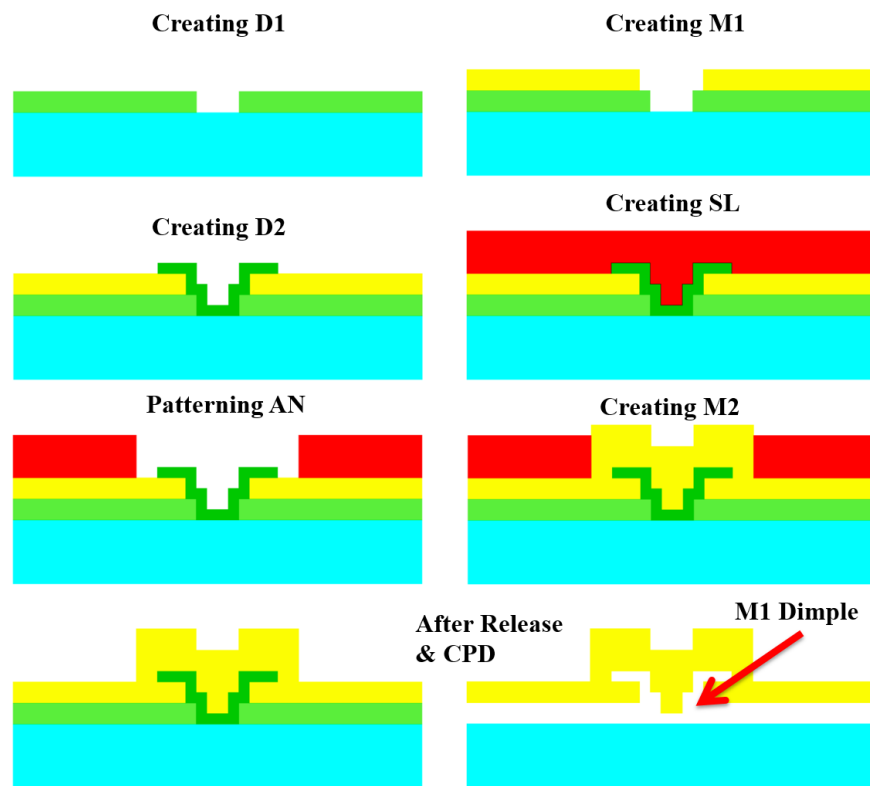 Creating D1
Creating M1
Creating D2
Creating SL
Patterning AN
Creating M2
After Release
& CPD
M1 Dimple